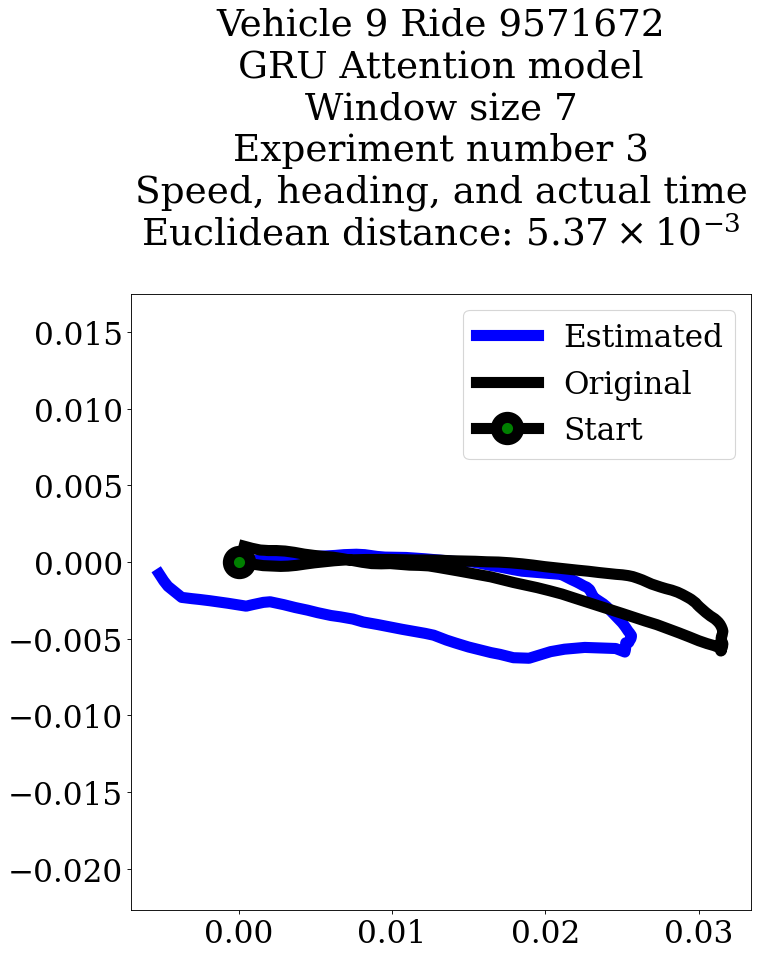 Vehicle 9 Ride 9571672
GRU Attention model
Window size 7
Experiment number 3
Speed, heading, and actual time
Euclidean distance: 5.37 × 10⁻³
Estimated
Original
Start
0.015
0.010
0.005
0.000
−0.005
−0.010
−0.015
−0.020
0.00 0.01 0.02 0.03